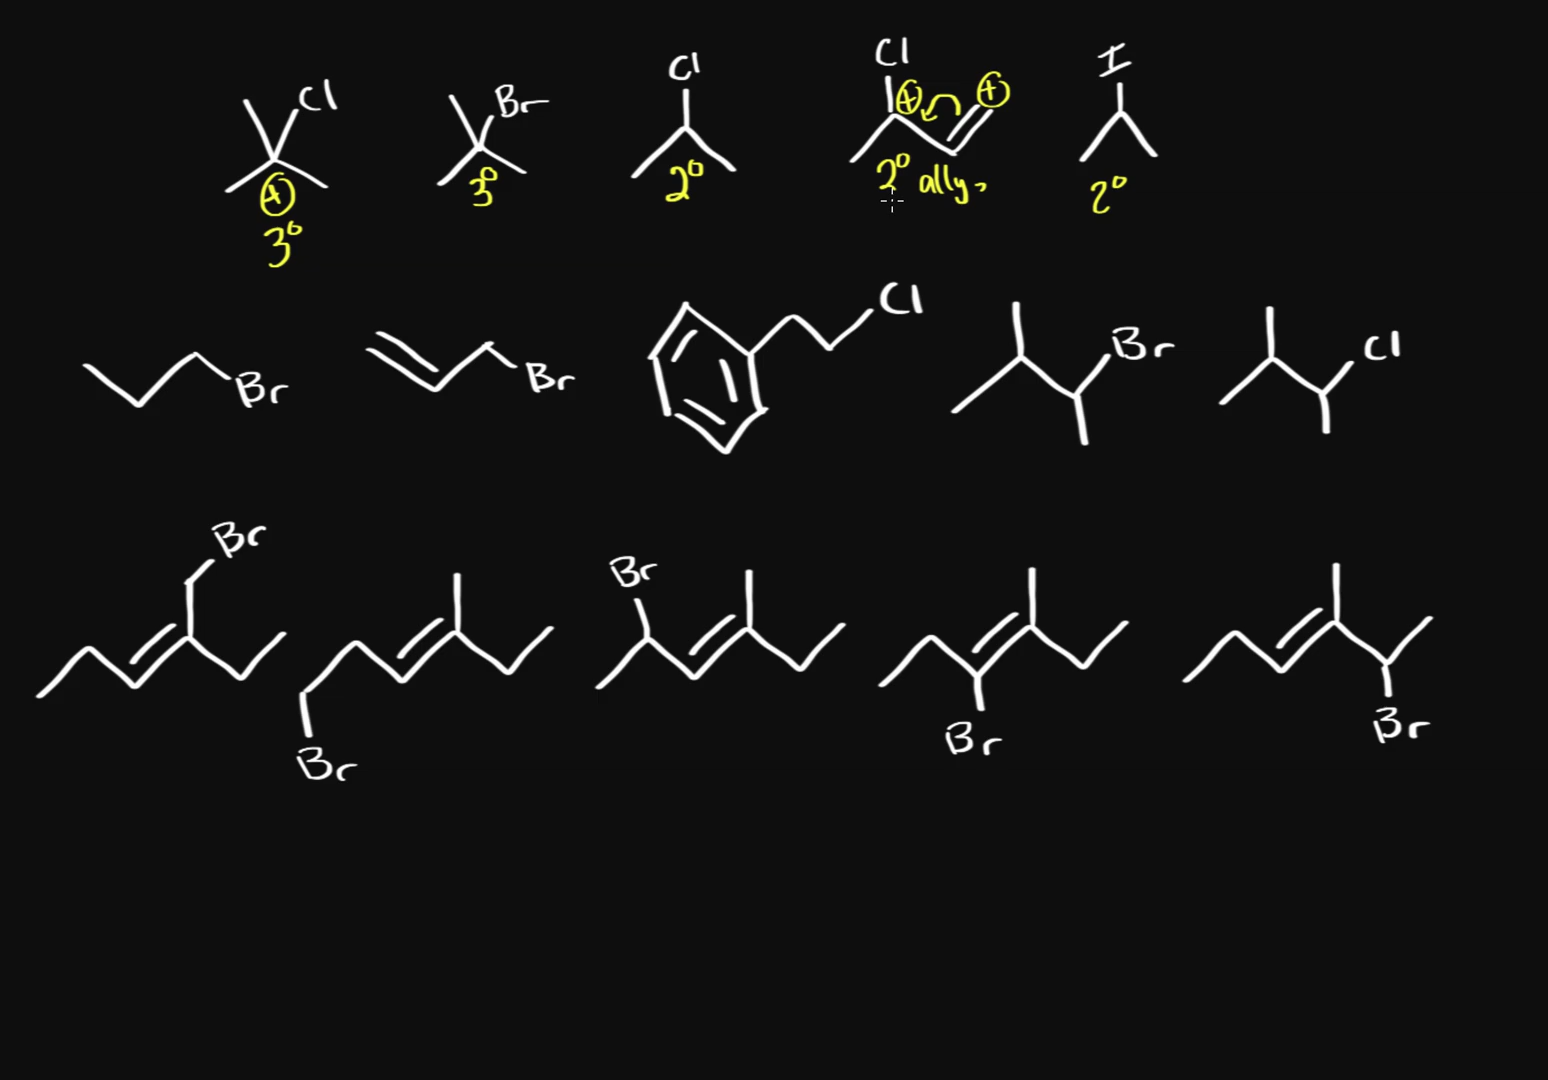 Cl Br Cl Cl I
⊕ ⊕ ⊕
3° 3° 2° 2° ally, 2°
Br Br Cl Br Cl
Br Br Br Br Br